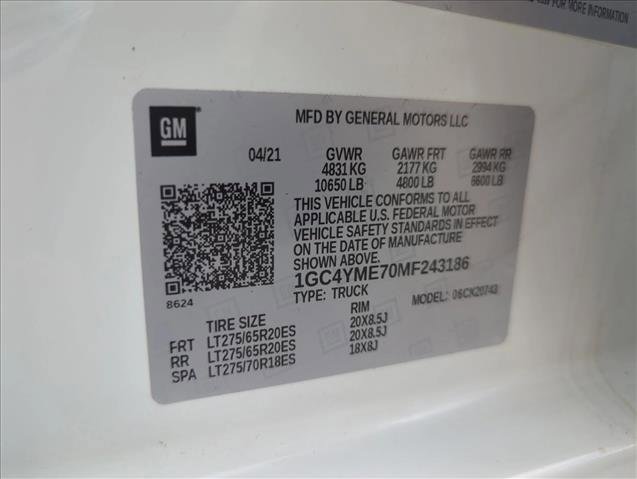 FOR MORE INFORMATION
GM
MFD BY GENERAL MOTORS LLC
04/21 GVWR GAWR FRT GAWR RR
4831 KG 2177 KG 2994 KG
10650 LB 4800 LB 6600 LB
THIS VEHICLE CONFORMS TO ALL
APPLICABLE U.S. FEDERAL MOTOR
VEHICLE SAFETY STANDARDS IN EFFECT
ON THE DATE OF MANUFACTURE
SHOWN ABOVE.
1GC4YME70MF243186
TYPE: TRUCK MODEL: 06CK20743
8624
TIRE SIZE RIM
FRT LT275/65R20ES 20X8.5J
RR LT275/65R20ES 20X8.5J
SPA LT275/70R18ES 18X8J